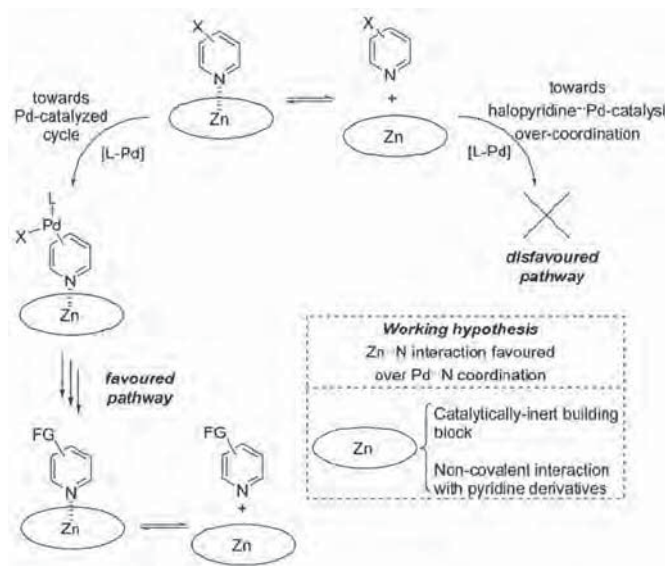 X
N
Zn
X
N
+
Zn
towards
Pd-catalyzed
cycle
[L-Pd]
towards
halopyridine---Pd-catalyst
over-coordination
[L-Pd]
L
X
Pd
N
Zn
disfavoured
pathway
favoured
pathway
Working hypothesis
Zn---N interaction favoured
over Pd---N coordination
Zn
Catalytically-inert building
block
Non-covalent interaction
with pyridine derivatives
FG
N
Zn
FG
N
+
Zn